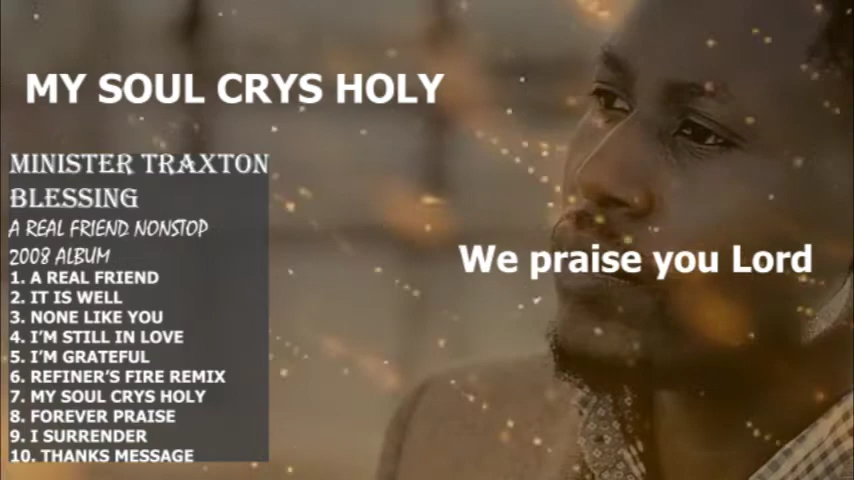 MY SOUL CRYS HOLY
MINISTER TRAXTON
BLESSING
A REAL FRIEND NONSTOP
2008 ALBUM
1. A REAL FRIEND
2. IT IS WELL
3. NONE LIKE YOU
4. I'M STILL IN LOVE
5. I'M GRATEFUL
6. REFINER'S FIRE REMIX
7. MY SOUL CRYS HOLY
8. FOREVER PRAISE
9. I SURRENDER
10. THANKS MESSAGE
We praise you Lord